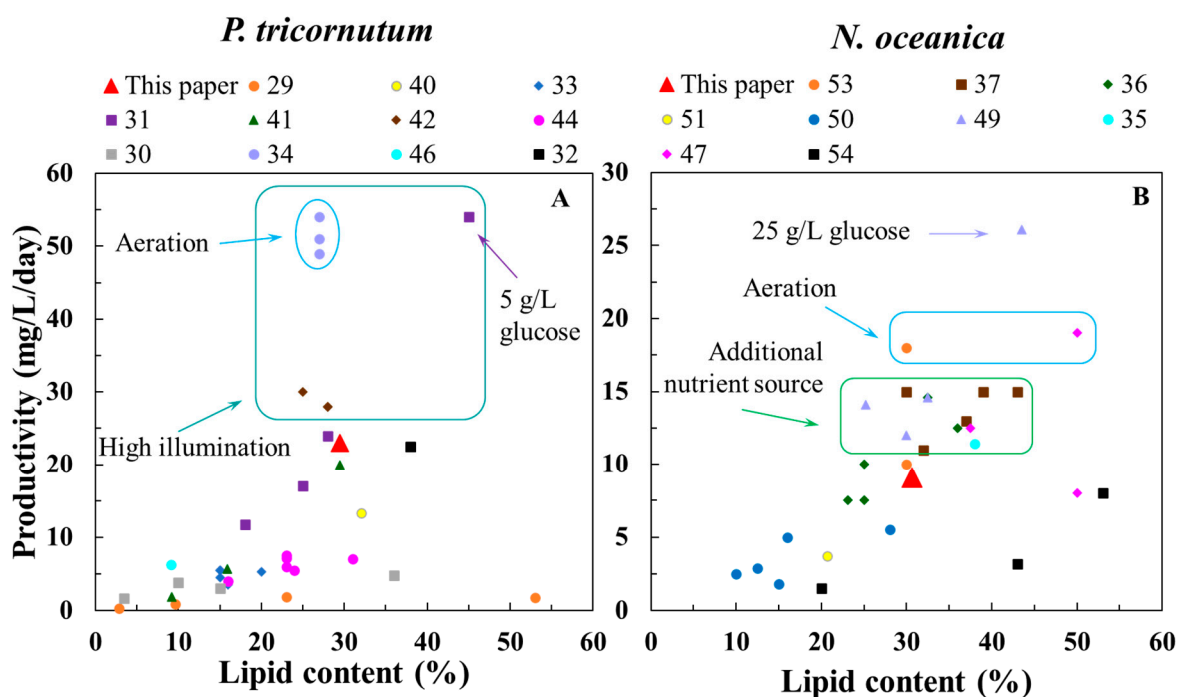 P. tricornutum
N. oceanica
This paper 29 40 33
31 41 42 44
30 34 46 32
This paper 53 37 36
51 50 49 35
47 54
Productivity (mg/L/day)
60
50
40
30
20
10
0
A
Aeration
5 g/L
glucose
High illumination
0 10 20 30 40 50 60
Lipid content (%)
30
25
20
15
10
5
0
B
25 g/L glucose
Aeration
Additional
nutrient source
0 10 20 30 40 50 60
Lipid content (%)